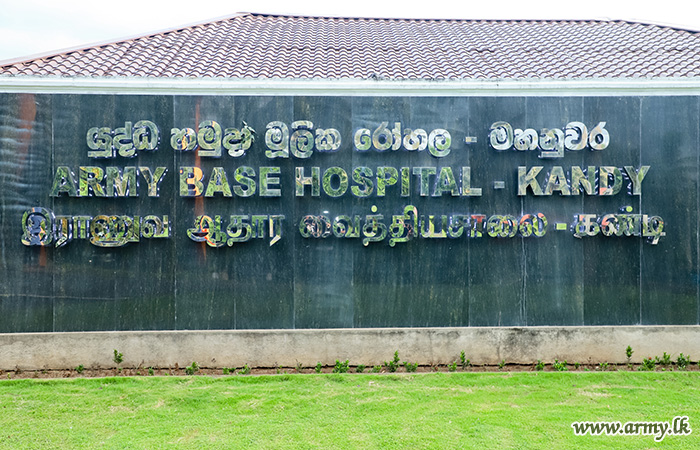 යුද්ධ හමුදා මූලික රෝහල - මහනුවර
ARMY BASE HOSPITAL - KANDY
இராணுவ ஆதார வைத்தியசாலை - கண்டி
www.army.lk